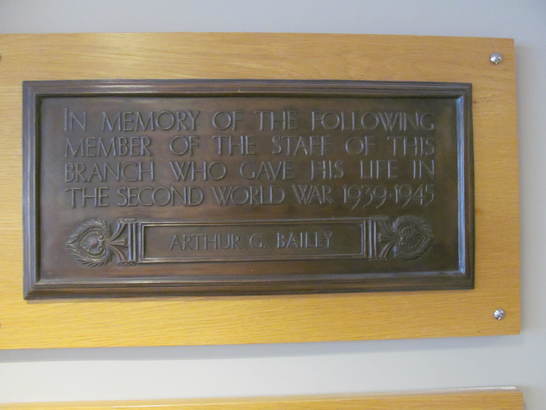 IN MEMORY OF THE FOLLOWING
MEMBER OF THE STAFF OF THIS
BRANCH WHO GAVE HIS LIFE IN
THE SECOND WORLD WAR 1939-1945
ARTHUR G. BAILEY